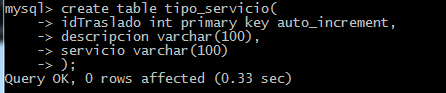 mysql> create table tipo_servicio(
    -> idTraslado int primary key auto_increment,
    -> descripcion varchar(100),
    -> servicio varchar(100)
    -> );
Query OK, 0 rows affected (0.33 sec)